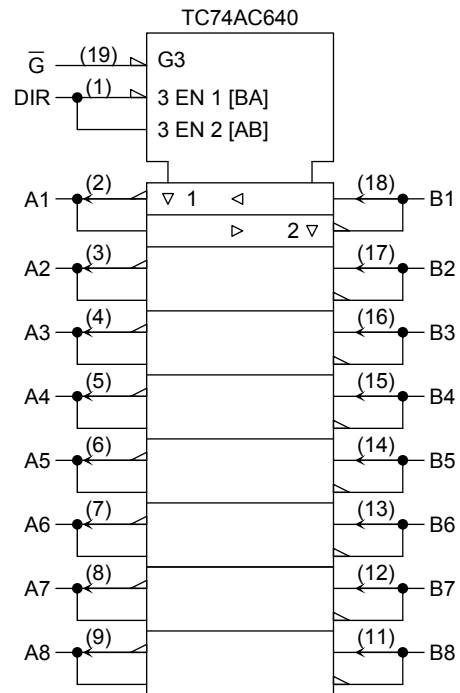 TC74AC640
G̅ (19) G3
DIR (1) 3 EN 1 [BA]
3 EN 2 [AB]
A1 (2) ▽ 1 ◁ (18) B1
▷ 2 ▽
A2 (3) (17) B2
A3 (4) (16) B3
A4 (5) (15) B4
A5 (6) (14) B5
A6 (7) (13) B6
A7 (8) (12) B7
A8 (9) (11) B8